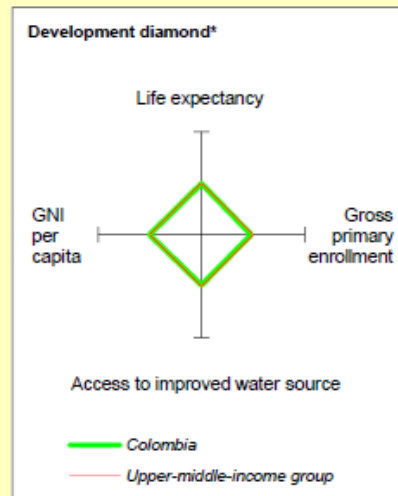 Development diamond*
Life expectancy
GNI
per
capita
Gross
primary
enrollment
Access to improved water source
Colombia
Upper-middle-income group